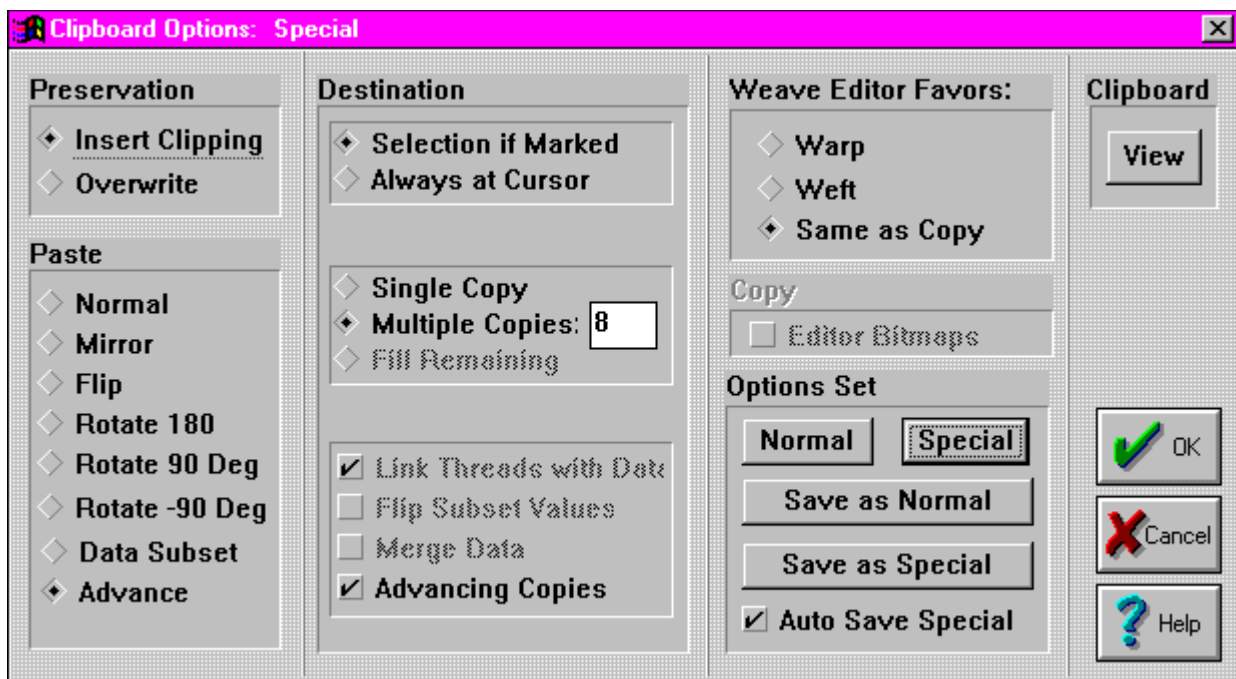 Clipboard Options: Special
Preservation
Insert Clipping
Overwrite
Paste
Normal
Mirror
Flip
Rotate 180
Rotate 90 Deg
Rotate -90 Deg
Data Subset
Advance
Destination
Selection if Marked
Always at Cursor
Single Copy
Multiple Copies: 8
Fill Remaining
Link Threads with Data
Flip Subset Values
Merge Data
Advancing Copies
Weave Editor Favors:
Warp
Weft
Same as Copy
Copy
Editor Bitmaps
Options Set
Normal Special
Save as Normal
Save as Special
Auto Save Special
Clipboard
View
OK
Cancel
Help